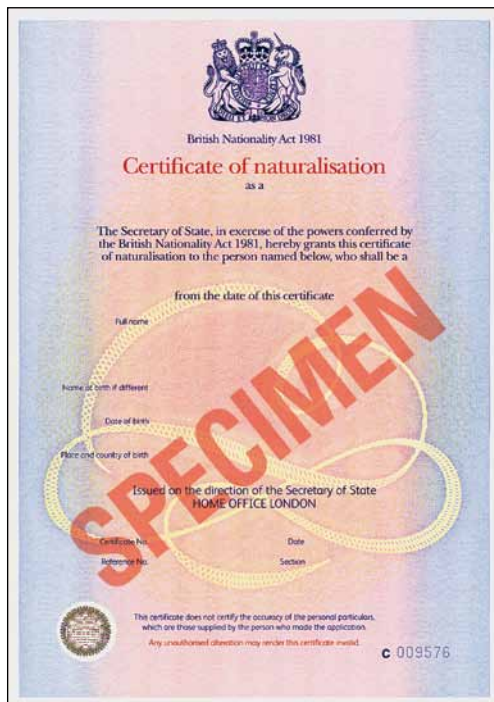 British Nationality Act 1981
Certificate of naturalisation
as a
The Secretary of State, in exercise of the powers conferred by
the British Nationality Act 1981, hereby grants this certificate
of naturalisation to the person named below, who shall be a
from the date of this certificate
Full name
Name at birth if different
Date of birth
Place and country of birth
SPECIMEN
Issued on the direction of the Secretary of State
HOME OFFICE LONDON
Certificate No. Date
Reference No. Section
This certificate does not certify the accuracy of the personal particulars,
which are those supplied by the person who made the application.
Any unauthorised alteration may render this certificate invalid.
C 009576